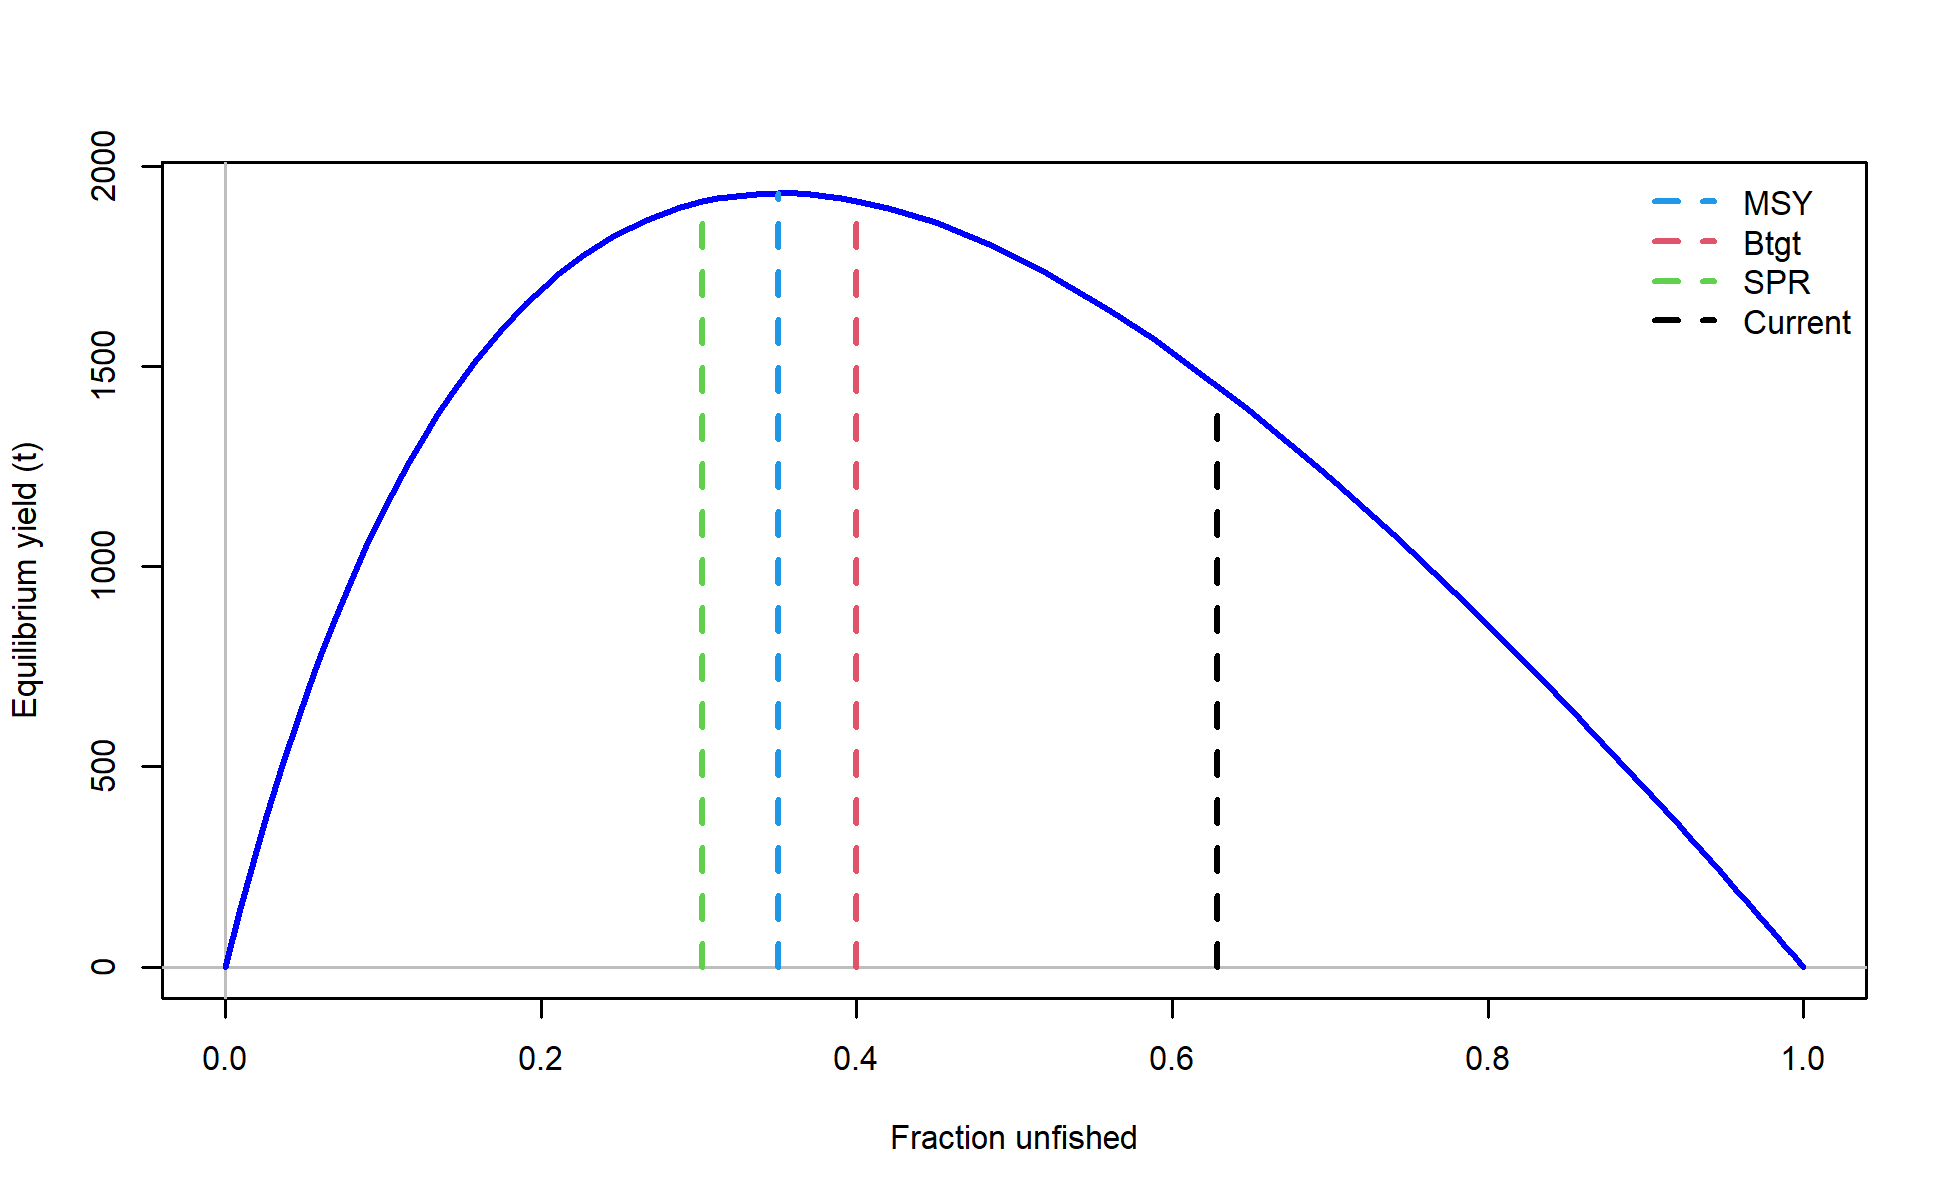 Equilibrium yield (t)
2000
1500
1000
500
0
MSY
Btgt
SPR
Current
0.0 0.2 0.4 0.6 0.8 1.0
Fraction unfished